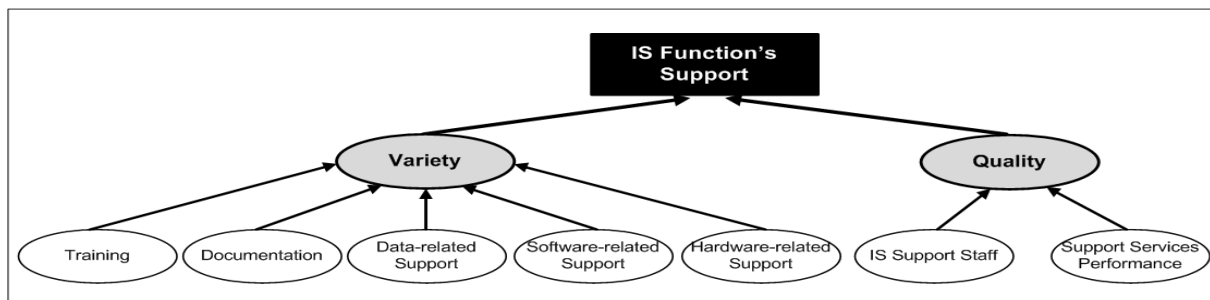 IS Function's
Support
Variety
Quality
Training
Documentation
Data-related
Support
Software-related
Support
Hardware-related
Support
IS Support Staff
Support Services
Performance